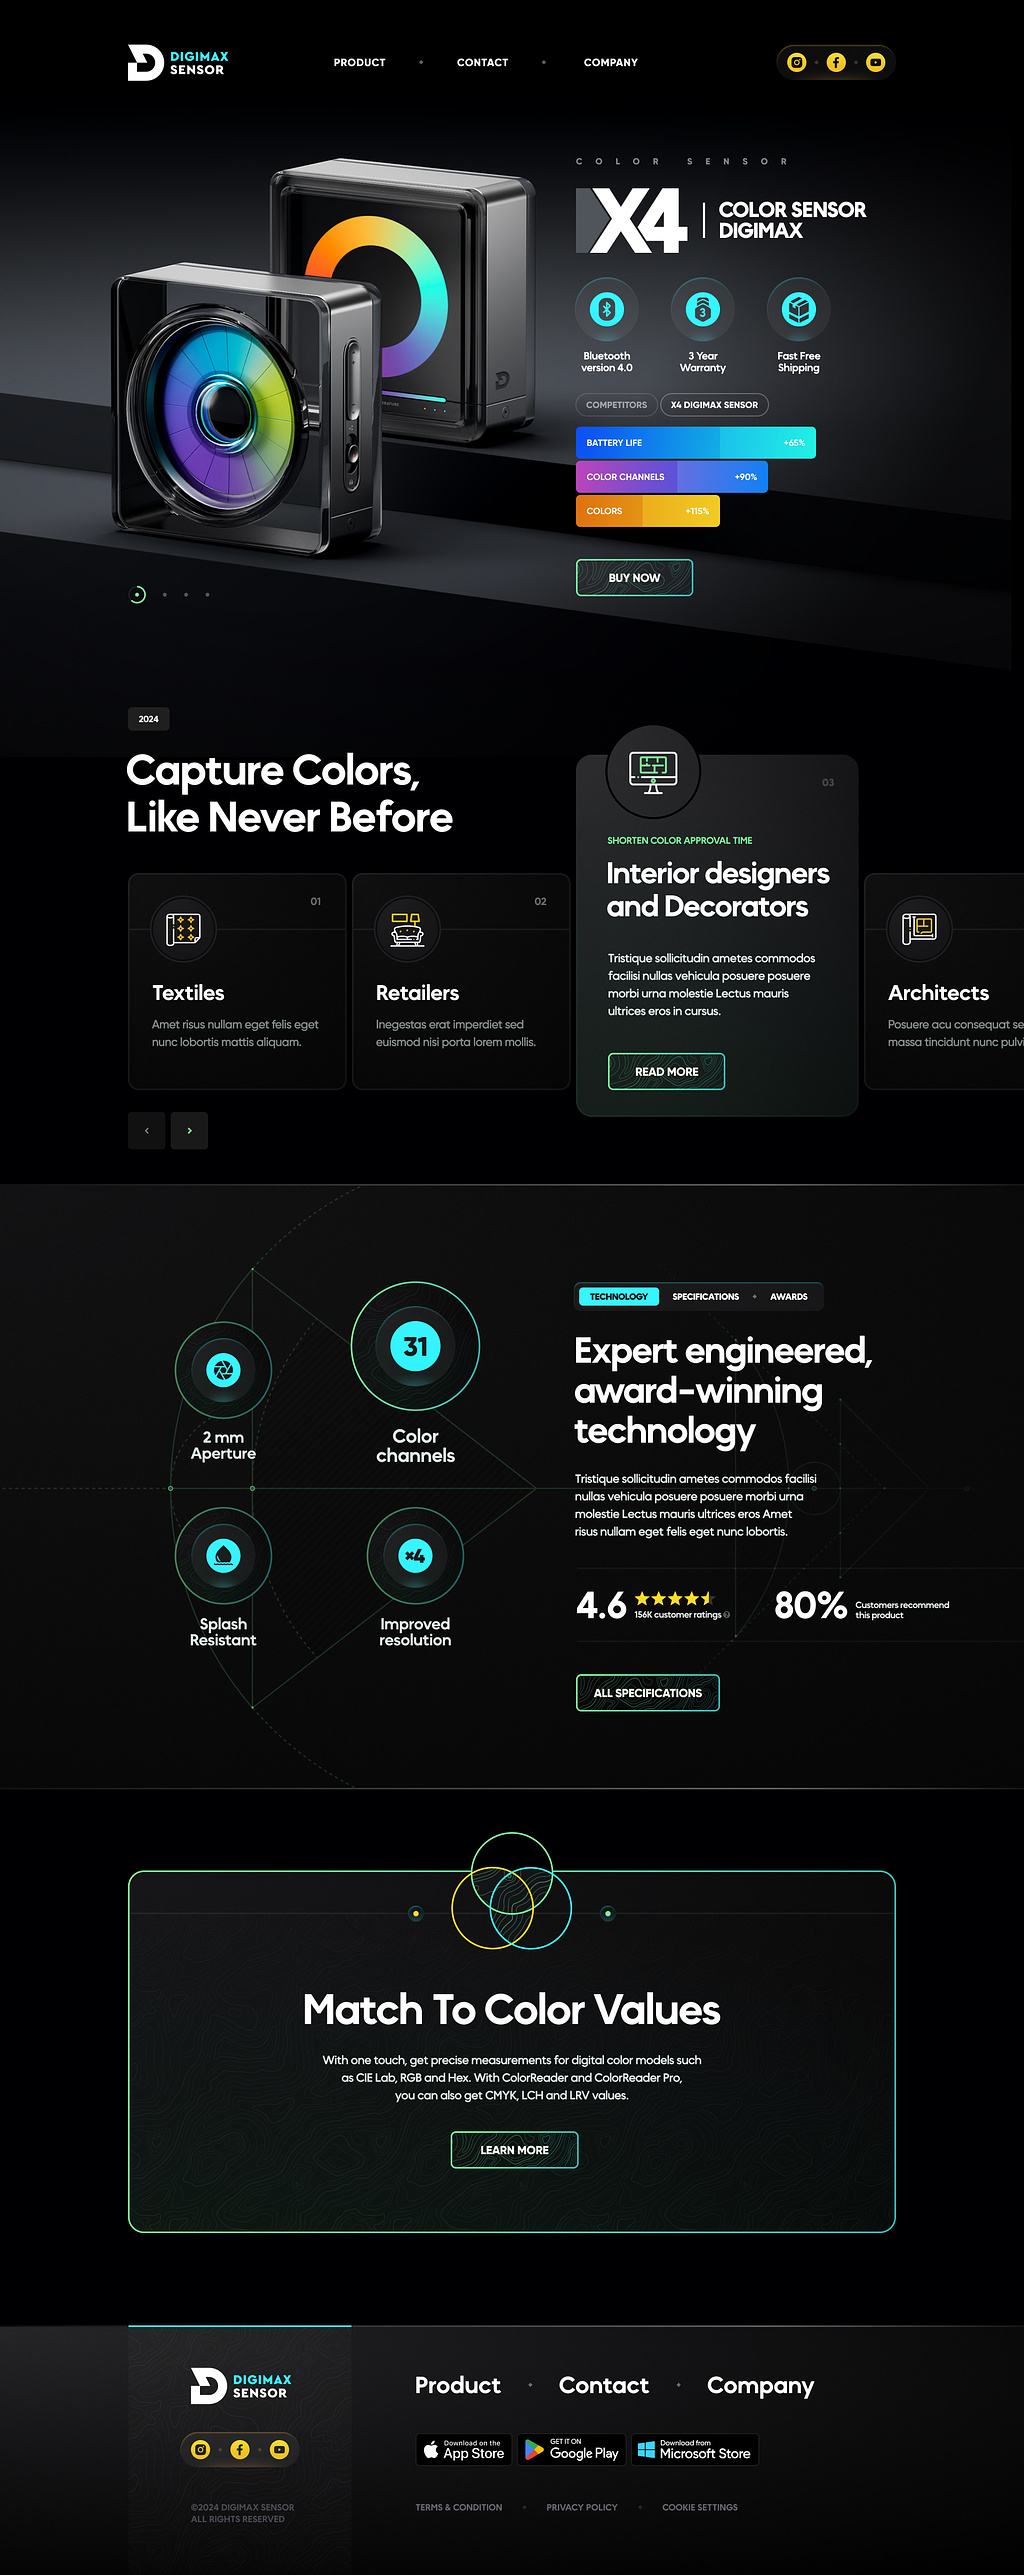 DIGIMAX
SENSOR
PRODUCT
CONTACT
COMPANY
COLOR SENSOR
X4
COLOR SENSOR
DIGIMAX
Bluetooth
version 4.0
3
3 Year
Warranty
Fast Free
Shipping
COMPETITORS
X4 DIGIMAX SENSOR
BATTERY LIFE +65%
COLOR CHANNELS +90%
COLORS +115%
BUY NOW
2024
Capture Colors,
Like Never Before
01
Textiles
Amet risus nullam eget felis eget
nunc lobortis mattis aliquam.
02
Retailers
Inegestas erat imperdiet sed
euismod nisi porta lorem mollis.
03
SHORTEN COLOR APPROVAL TIME
Interior designers
and Decorators
Tristique sollicitudin ametes commodos
facilisi nullas vehicula posuere posuere
morbi urna molestie Lectus mauris
ultrices eros in cursus.
READ MORE
Architects
Posuere acu consequat se
massa tincidunt nunc pulvi
2 mm
Aperture
31
Color
channels
Splash
Resistant
×4
Improved
resolution
TECHNOLOGY
SPECIFICATIONS
AWARDS
Expert engineered,
award-winning
technology
Tristique sollicitudin ametes commodos facilisi
nullas vehicula posuere posuere morbi urna
molestie Lectus mauris ultrices eros Amet
risus nullam eget felis eget nunc lobortis.
4.6
156K customer ratings
80%
Customers recommend
this product
ALL SPECIFICATIONS
Match To Color Values
With one touch, get precise measurements for digital color models such
as CIE Lab, RGB and Hex. With ColorReader and ColorReader Pro,
you can also get CMYK, LCH and LRV values.
LEARN MORE
DIGIMAX
SENSOR
©2024 DIGIMAX SENSOR
ALL RIGHTS RESERVED
Product
Contact
Company
Download on the
App Store
GET IT ON
Google Play
Download from
Microsoft Store
TERMS & CONDITION
PRIVACY POLICY
COOKIE SETTINGS